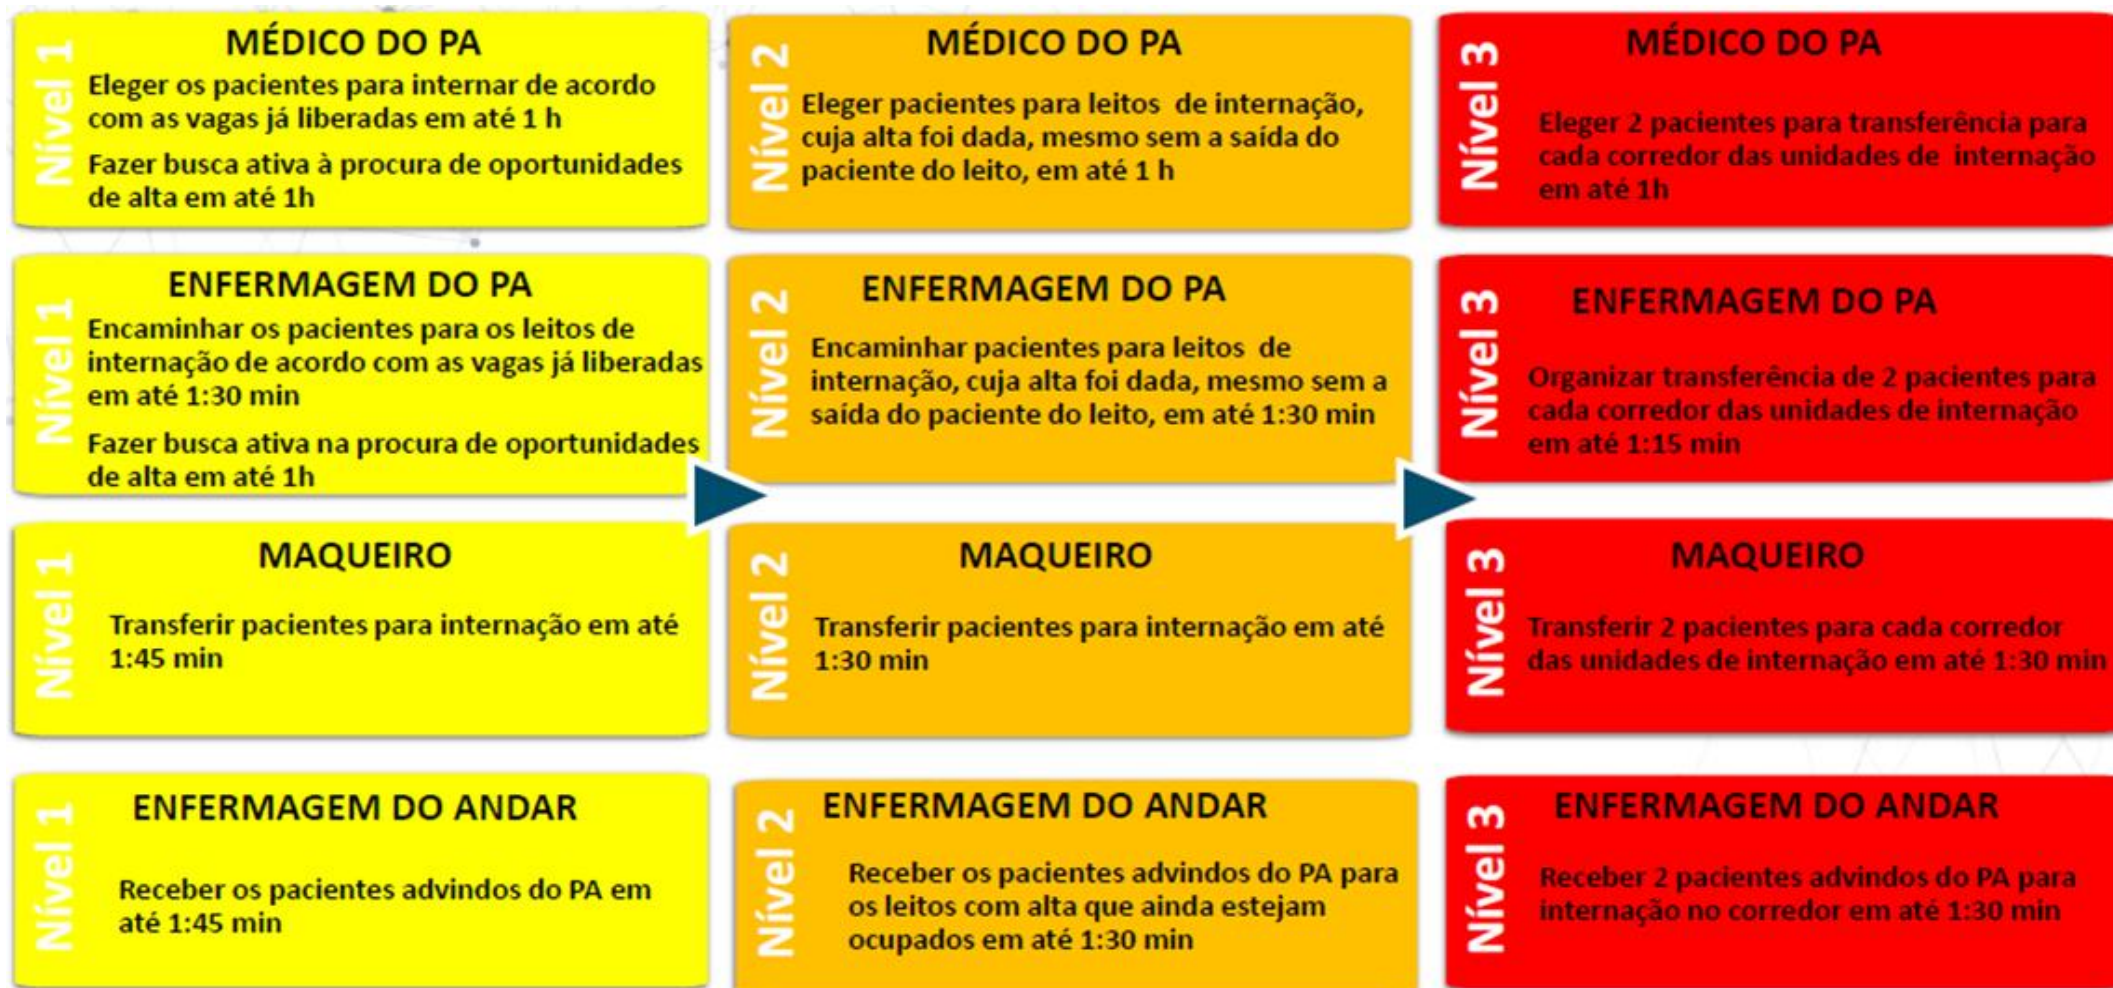 Nível 1
MÉDICO DO PA
Eleger os pacientes para internar de acordo
com as vagas já liberadas em até 1 h
Fazer busca ativa à procura de oportunidades
de alta em até 1h
Nível 2
MÉDICO DO PA
Eleger pacientes para leitos de internação,
cuja alta foi dada, mesmo sem a saída do
paciente do leito, em até 1 h
Nível 3
MÉDICO DO PA
Eleger 2 pacientes para transferência para
cada corredor das unidades de internação
em até 1h
Nível 1
ENFERMAGEM DO PA
Encaminhar os pacientes para os leitos de
internação de acordo com as vagas já liberadas
em até 1:30 min
Fazer busca ativa na procura de oportunidades
de alta em até 1h
Nível 2
ENFERMAGEM DO PA
Encaminhar pacientes para leitos de
internação, cuja alta foi dada, mesmo sem a
saída do paciente do leito, em até 1:30 min
Nível 3
ENFERMAGEM DO PA
Organizar transferência de 2 pacientes para
cada corredor das unidades de internação
em até 1:15 min
Nível 1
MAQUEIRO
Transferir pacientes para internação em até
1:45 min
Nível 2
MAQUEIRO
Transferir pacientes para internação em até
1:30 min
Nível 3
MAQUEIRO
Transferir 2 pacientes para cada corredor
das unidades de internação em até 1:30 min
Nível 1
ENFERMAGEM DO ANDAR
Receber os pacientes advindos do PA em
até 1:45 min
Nível 2
ENFERMAGEM DO ANDAR
Receber os pacientes advindos do PA para
os leitos com alta que ainda estejam
ocupados em até 1:30 min
Nível 3
ENFERMAGEM DO ANDAR
Receber 2 pacientes advindos do PA para
internação no corredor em até 1:30 min